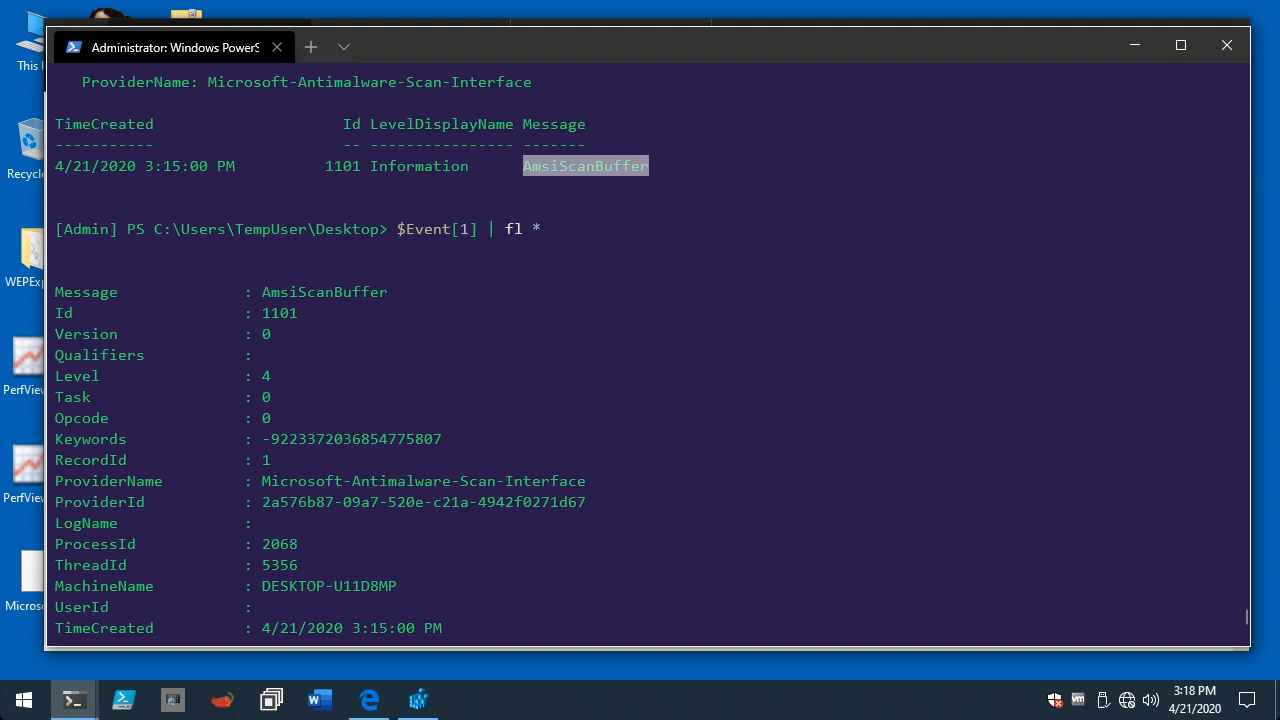 Administrator: Windows PowerS
This
ProviderName: Microsoft-Antimalware-Scan-Interface
TimeCreated Id LevelDisplayName Message
----------- -- ---------------- -------
4/21/2020 3:15:00 PM 1101 Information AmsiScanBuffer
Recycl
[Admin] PS C:\Users\TempUser\Desktop> $Event[1] | fl *
WEPExp
Message : AmsiScanBuffer
Id : 1101
Version : 0
Qualifiers :
Level : 4
PerfView
Task : 0
Opcode : 0
Keywords : -9223372036854775807
RecordId : 1
ProviderName : Microsoft-Antimalware-Scan-Interface
PerfView
ProviderId : 2a576b87-09a7-520e-c21a-4942f0271d67
LogName :
ProcessId : 2068
ThreadId : 5356
MachineName : DESKTOP-U11D8MP
Microso
UserId :
TimeCreated : 4/21/2020 3:15:00 PM
3:18 PM
4/21/2020